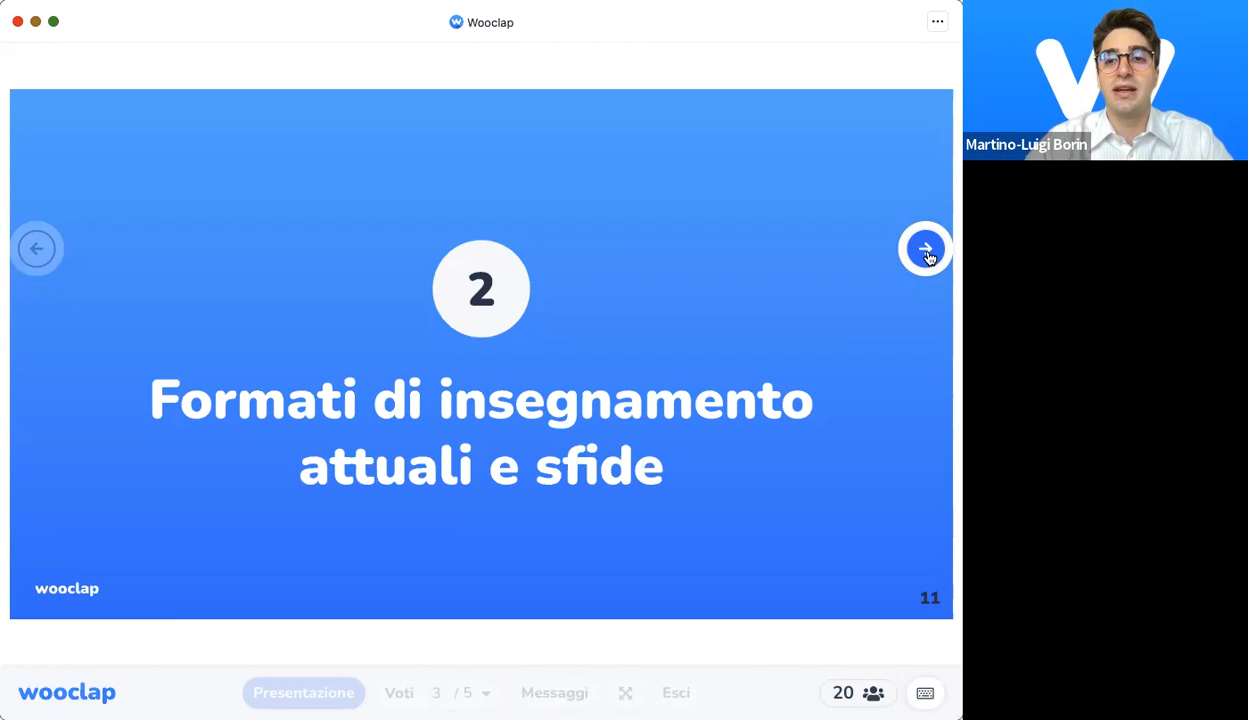 Wooclap
Martino-Luigi Borin
2
Formati di insegnamento
attuali e sfide
wooclap
11
wooclap
Presentazione
Voti 3 / 5
Messaggi
Esci
20